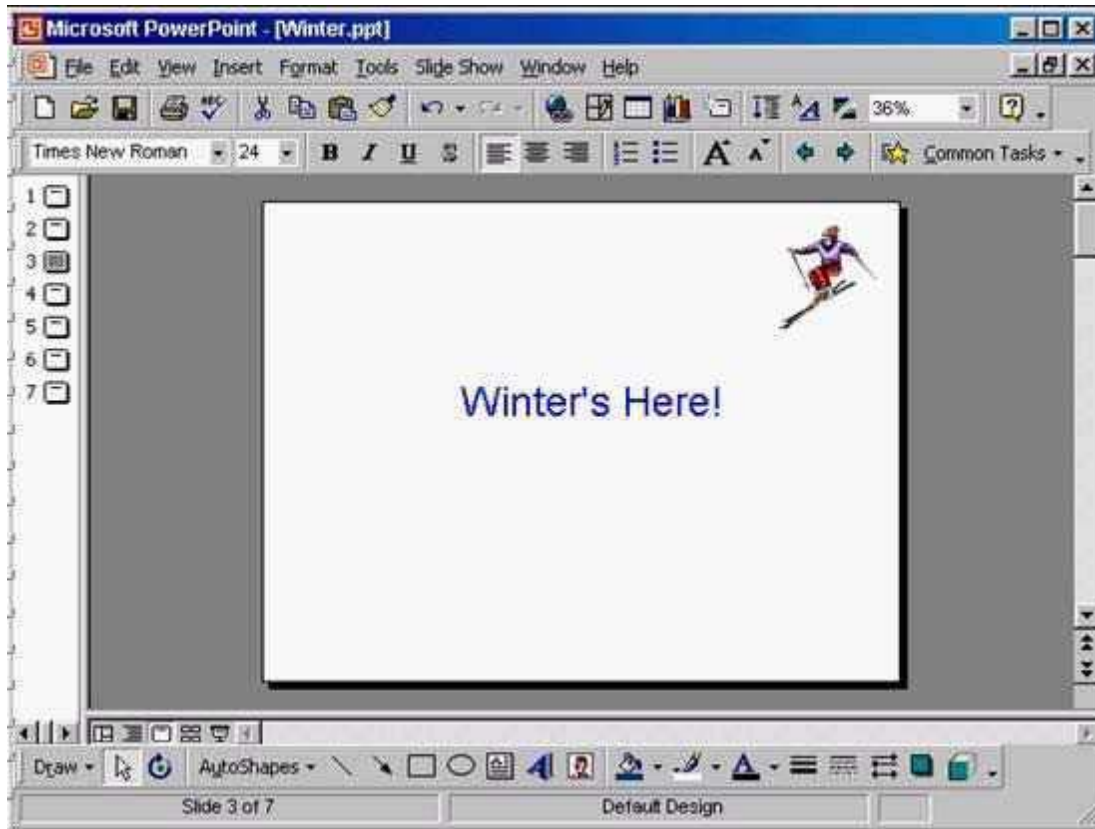 Microsoft PowerPoint - [Winter.ppt]
File Edit View Insert Format Tools Slide Show Window Help
ABC 36% ?
Times New Roman 24 B I U S A A Common Tasks
1
2
3
4
5
6
7
Winter's Here!
Draw AutoShapes A A
Slide 3 of 7 Default Design